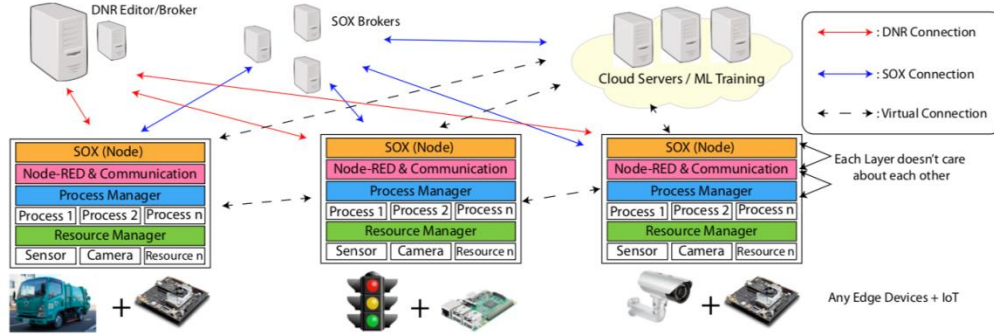 DNR Editor/Broker
SOX Brokers
Cloud Servers / ML Training
: DNR Connection
: SOX Connection
: Virtual Connection
SOX (Node)
Node-RED & Communication
Process Manager
Process 1 Process 2 Process n
Resource Manager
Sensor Camera Resource n
SOX (Node)
Node-RED & Communication
Process Manager
Process 1 Process 2 Process n
Resource Manager
Sensor Camera Resource n
SOX (Node)
Node-RED & Communication
Process Manager
Process 1 Process 2 Process n
Resource Manager
Sensor Camera Resource n
Each Layer doesn't care
about each other
+
+
+
Any Edge Devices + IoT